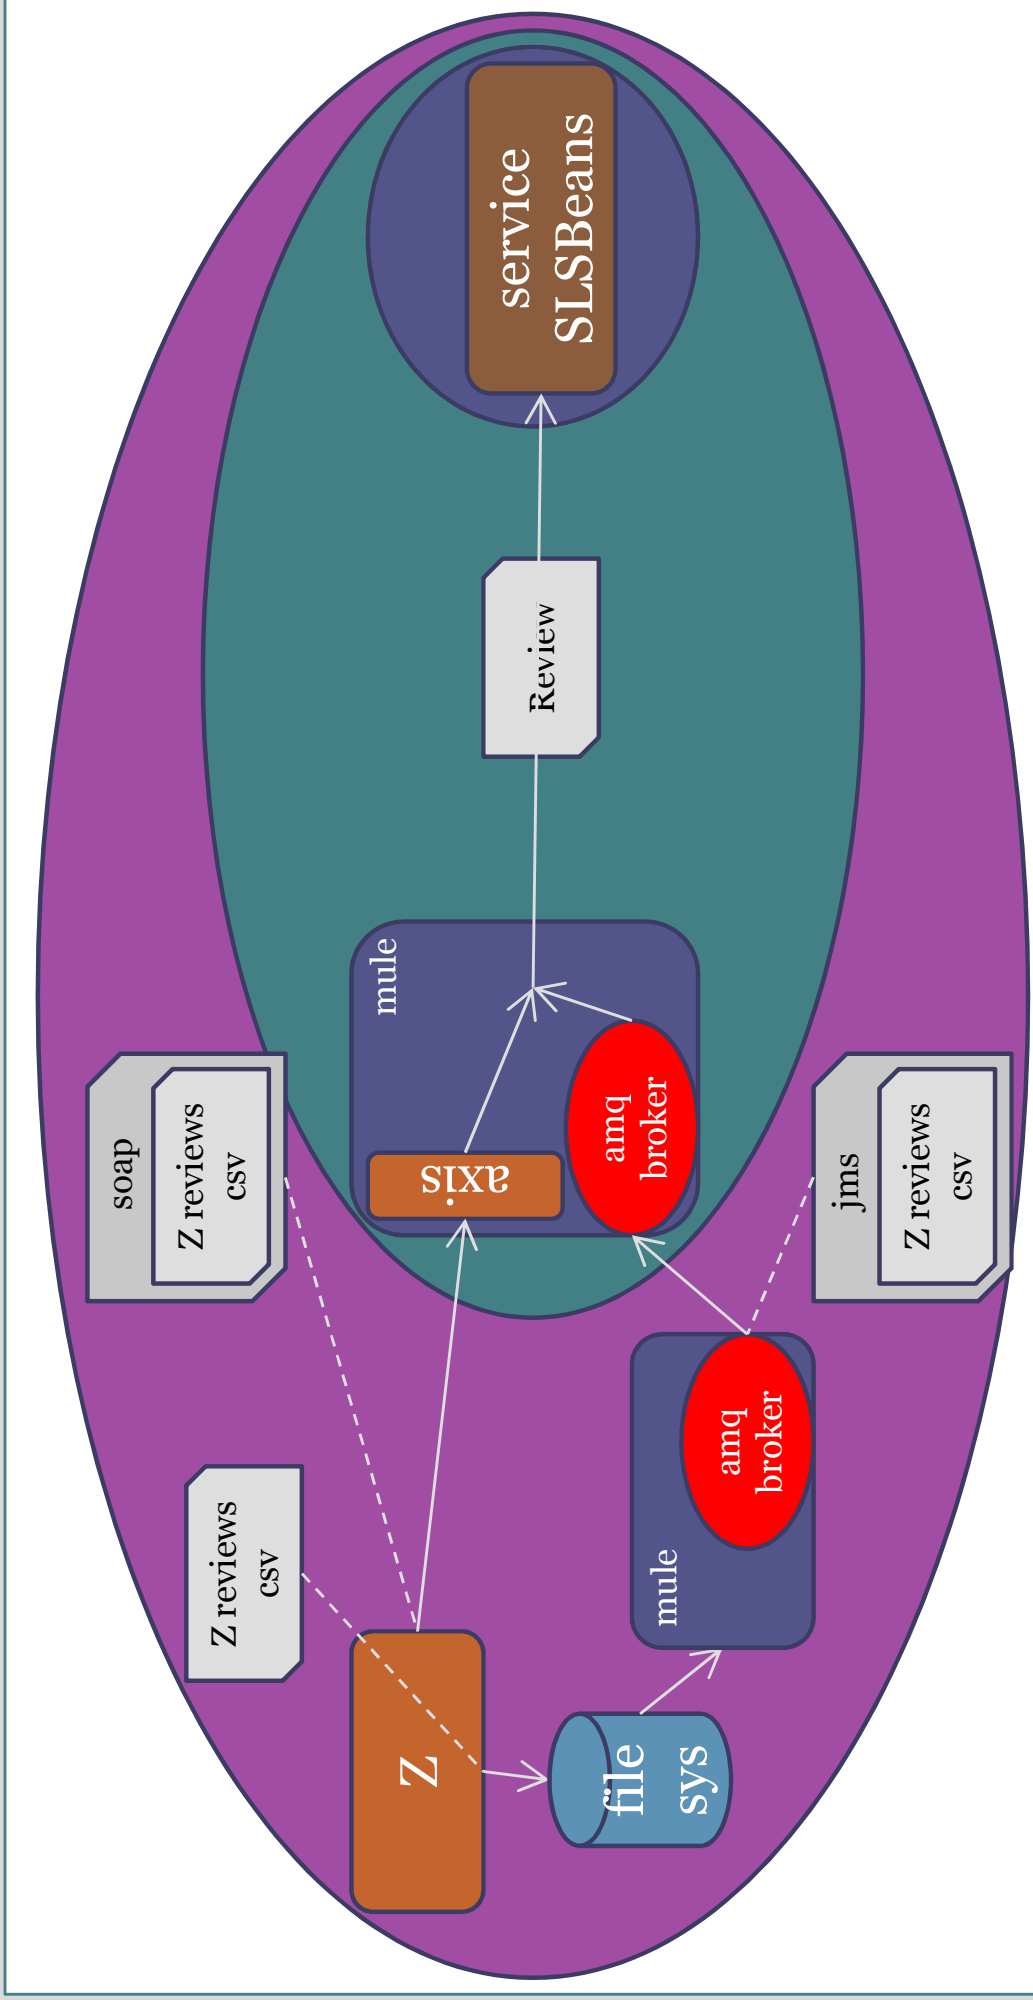 soap
Z reviews
csv
Z reviews
csv
Z
file
sys
mule
amq
broker
jms
Z reviews
csv
mule
axis
amq
broker
Review
service
SLSBeans